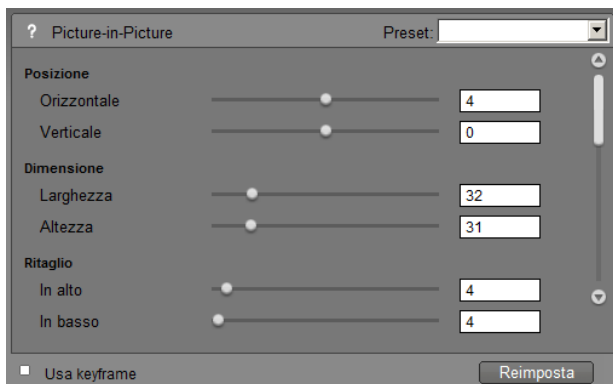 ? Picture-in-Picture Preset:
Posizione
Orizzontale 4
Verticale 0
Dimensione
Larghezza 32
Altezza 31
Ritaglio
In alto 4
In basso 4
Usa keyframe Reimposta